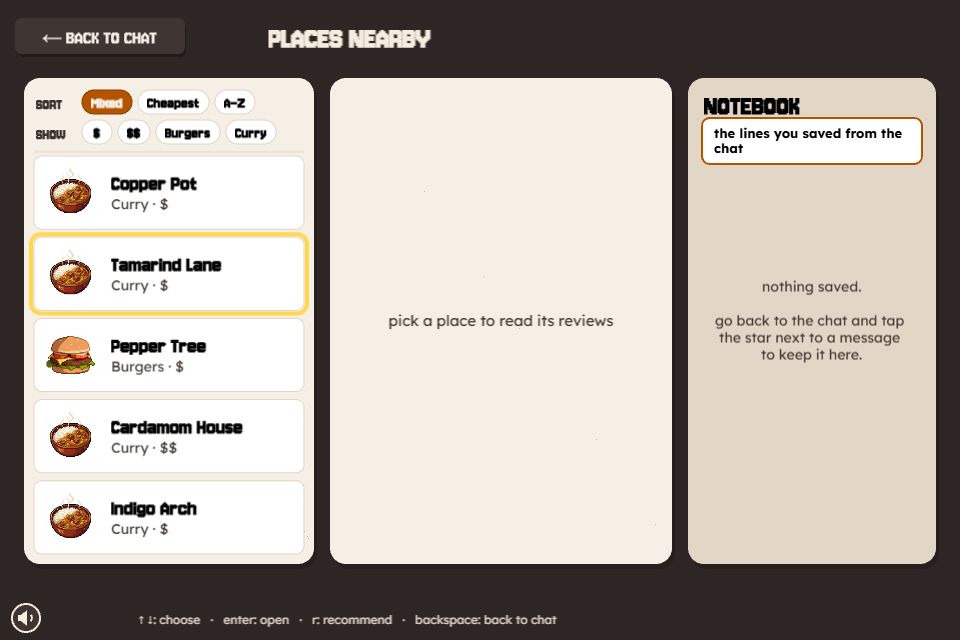 ← BACK TO CHAT
PLACES NEARBY
SORT Mixed Cheapest A-Z
SHOW $ $$ Burgers Curry
Copper Pot
Curry · $
Tamarind Lane
Curry · $
Pepper Tree
Burgers · $
Cardamom House
Curry · $$
Indigo Arch
Curry · $
pick a place to read its reviews
NOTEBOOK
the lines you saved from the
chat
nothing saved.
go back to the chat and tap
the star next to a message
to keep it here.
↑↓: choose · enter: open · r: recommend · backspace: back to chat